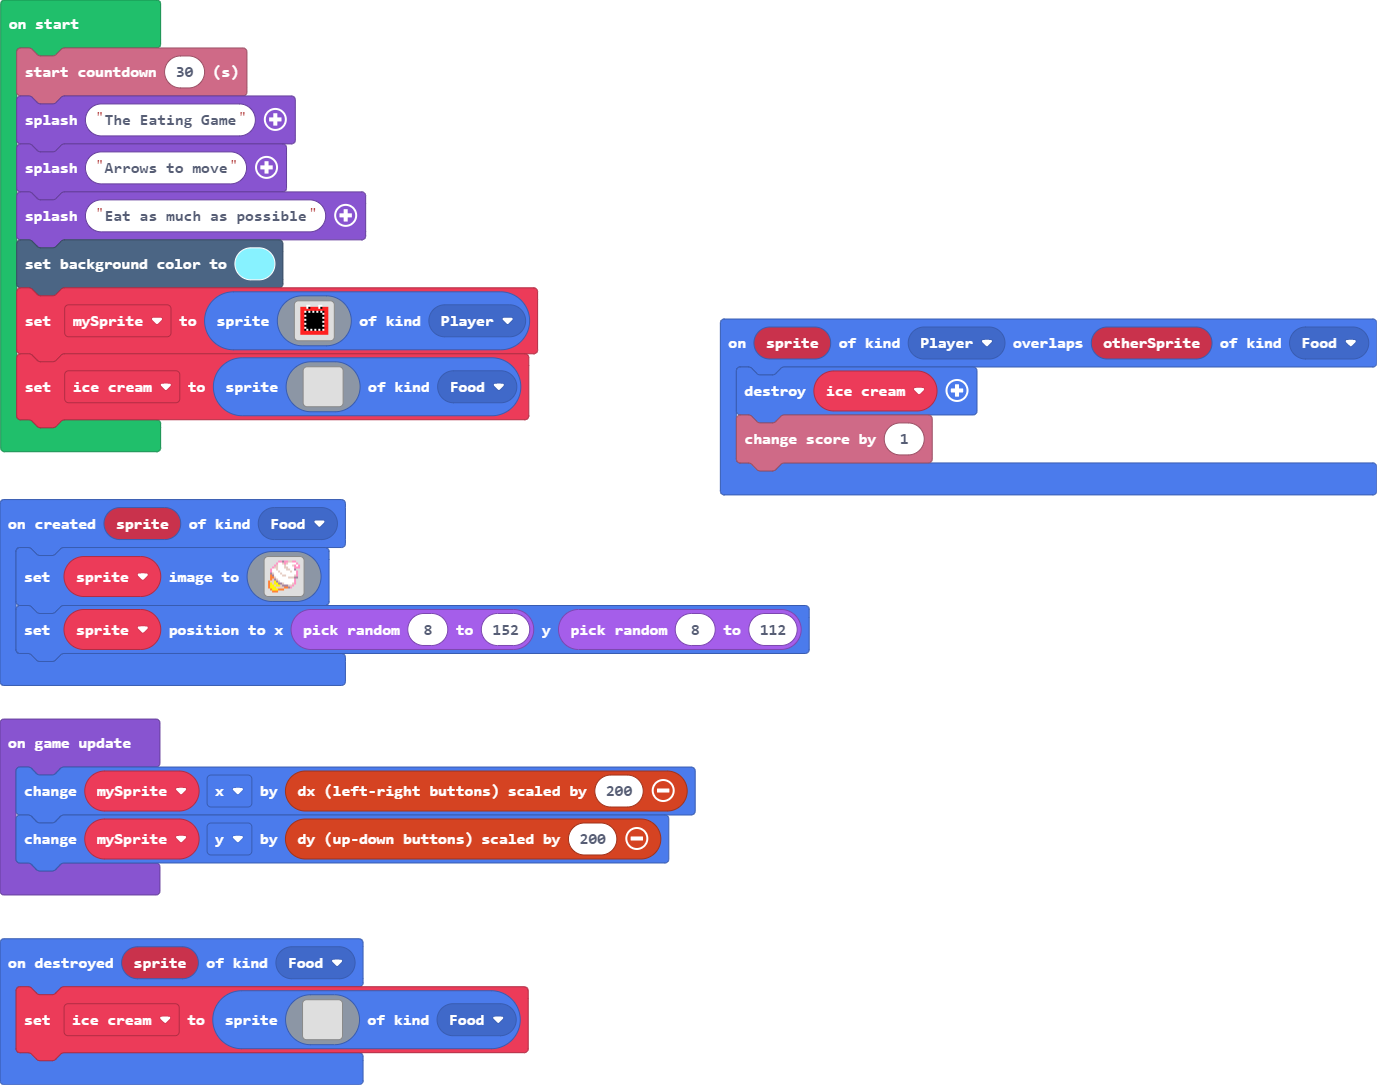 on start
start countdown 30 (s)
splash "The Eating Game"
splash "Arrows to move"
splash "Eat as much as possible"
set background color to
set mySprite to sprite of kind Player
set ice cream to sprite of kind Food
on sprite of kind Player overlaps otherSprite of kind Food
destroy ice cream
change score by 1
on created sprite of kind Food
set sprite image to
set sprite position to x pick random 8 to 152 y pick random 8 to 112
on game update
change mySprite x by dx (left-right buttons) scaled by 200
change mySprite y by dy (up-down buttons) scaled by 200
on destroyed sprite of kind Food
set ice cream to sprite of kind Food